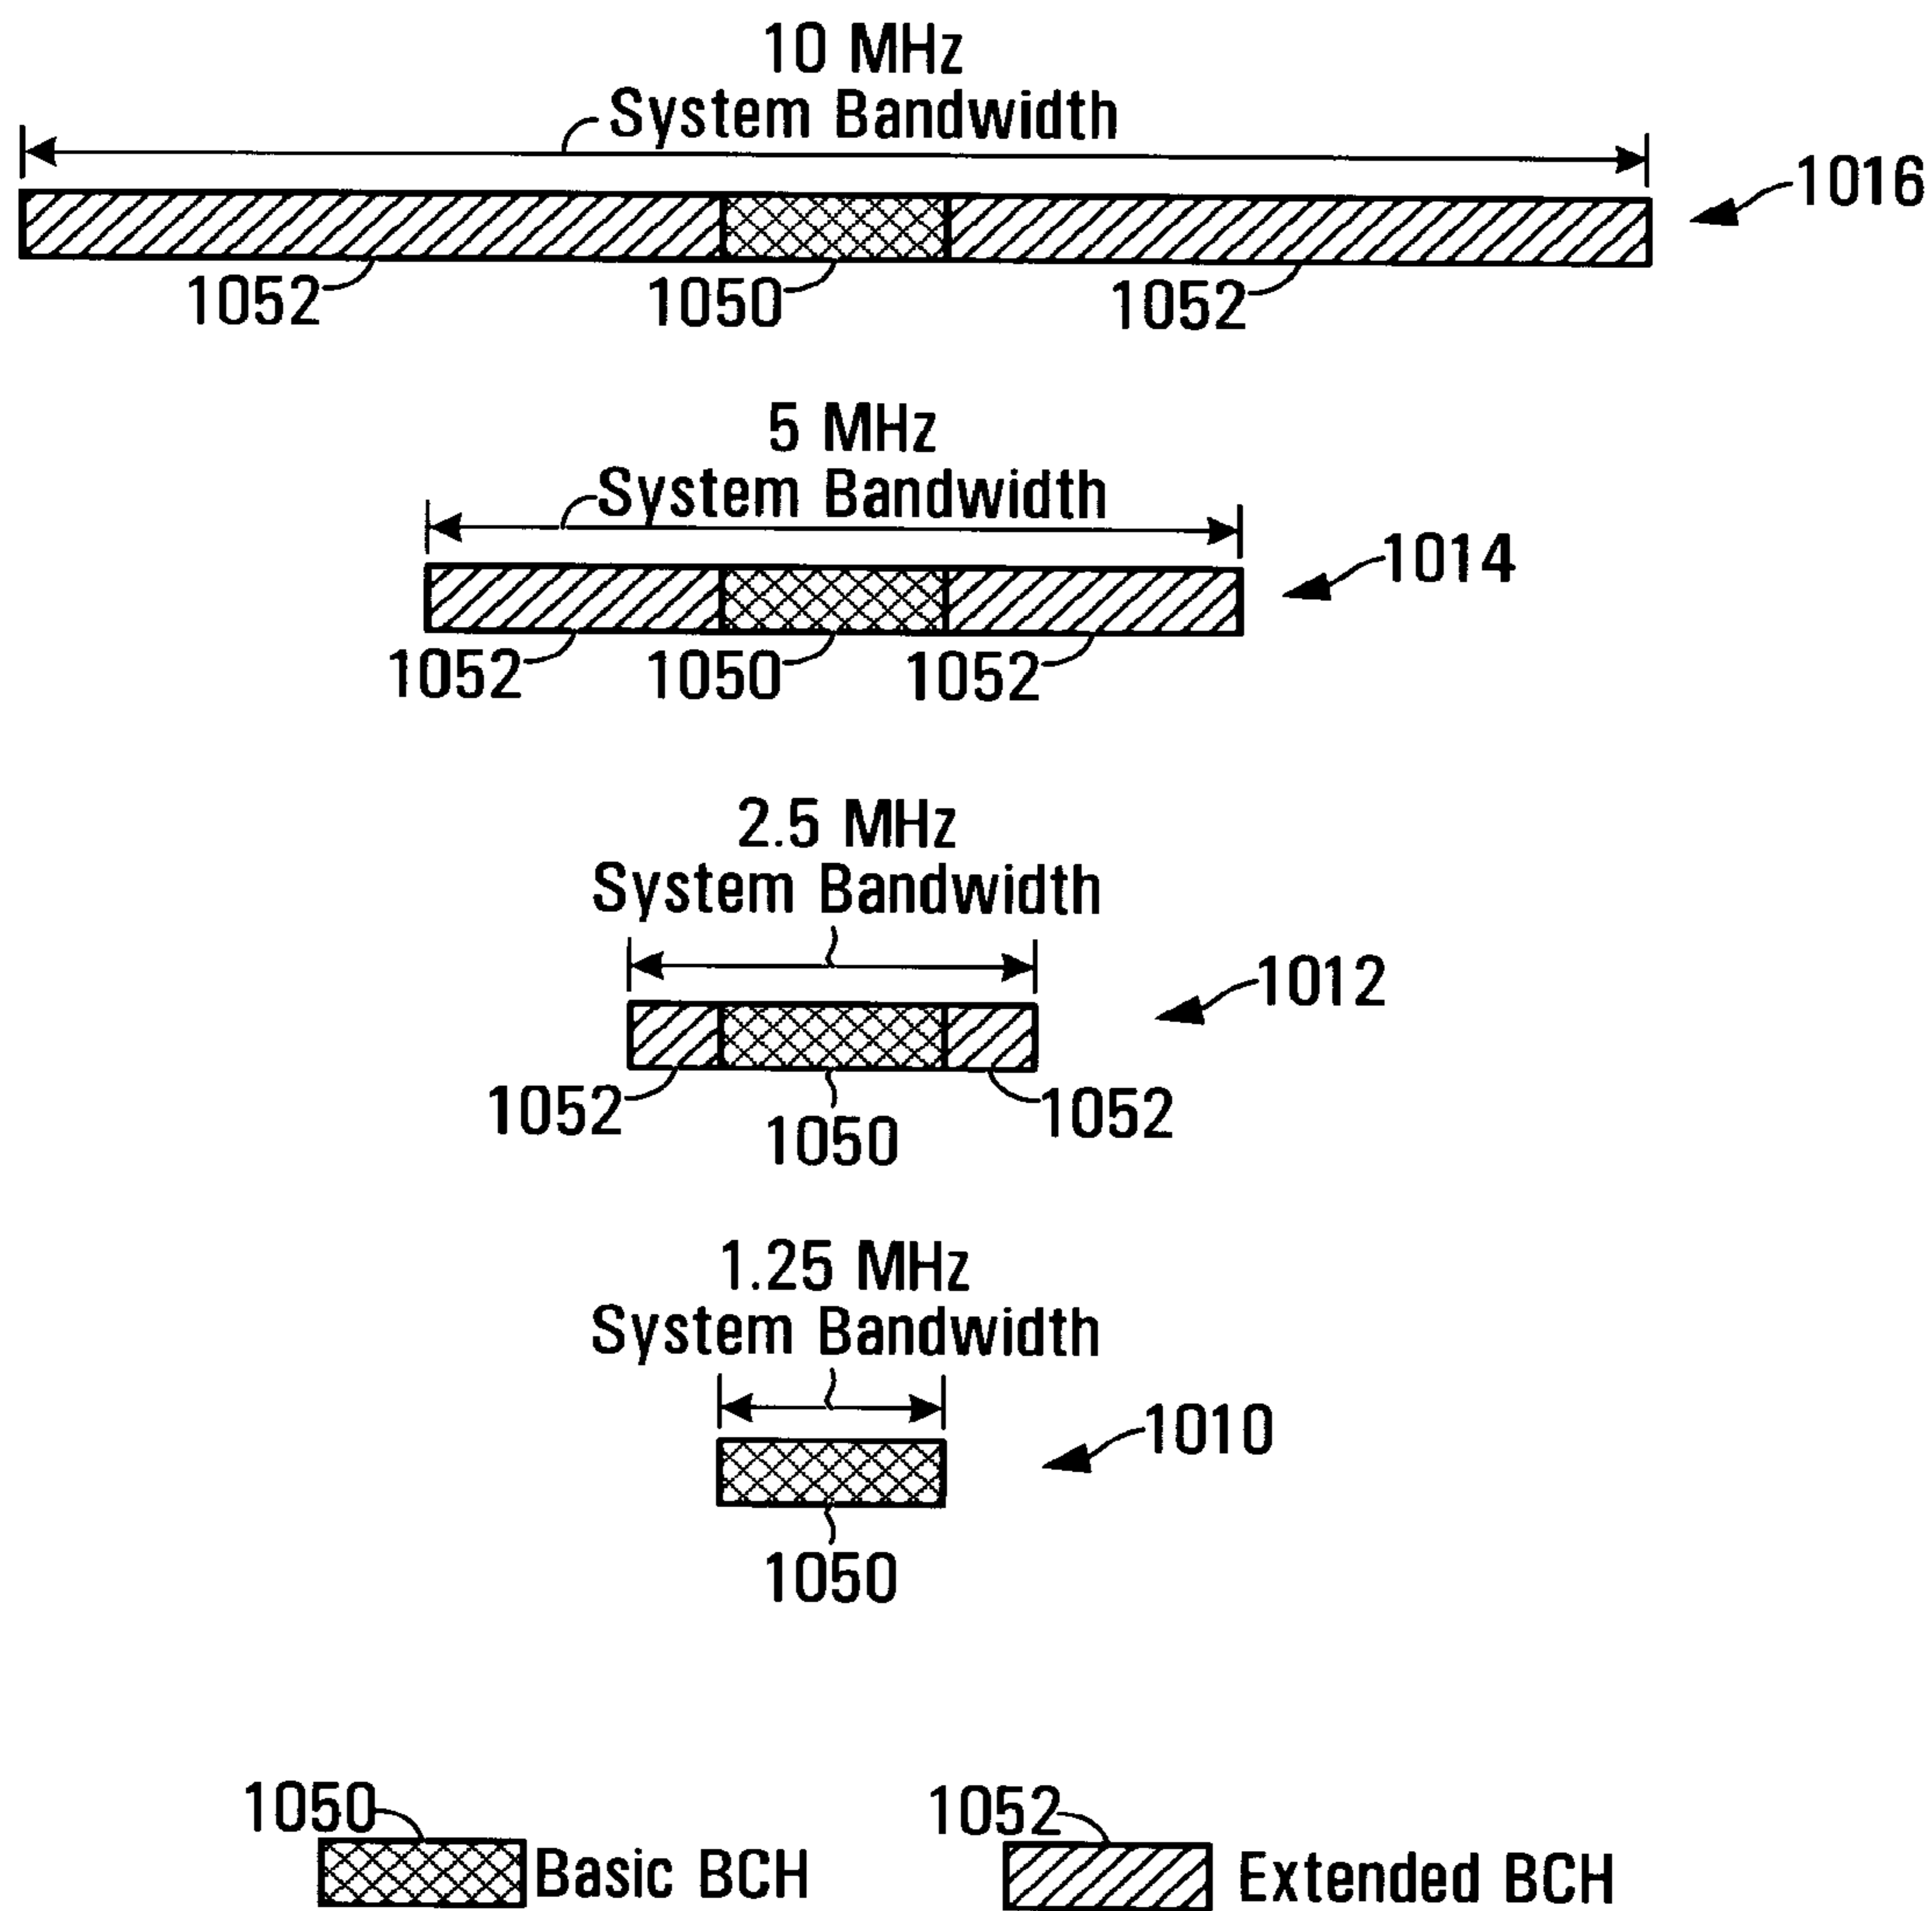 10 MHz
System Bandwidth
1016
1052 1050 1052
5 MHz
System Bandwidth
1014
1052 1050 1052
2.5 MHz
System Bandwidth
1012
1052 1050 1052
1.25 MHz
System Bandwidth
1010
1050
1050 Basic BCH
1052 Extended BCH